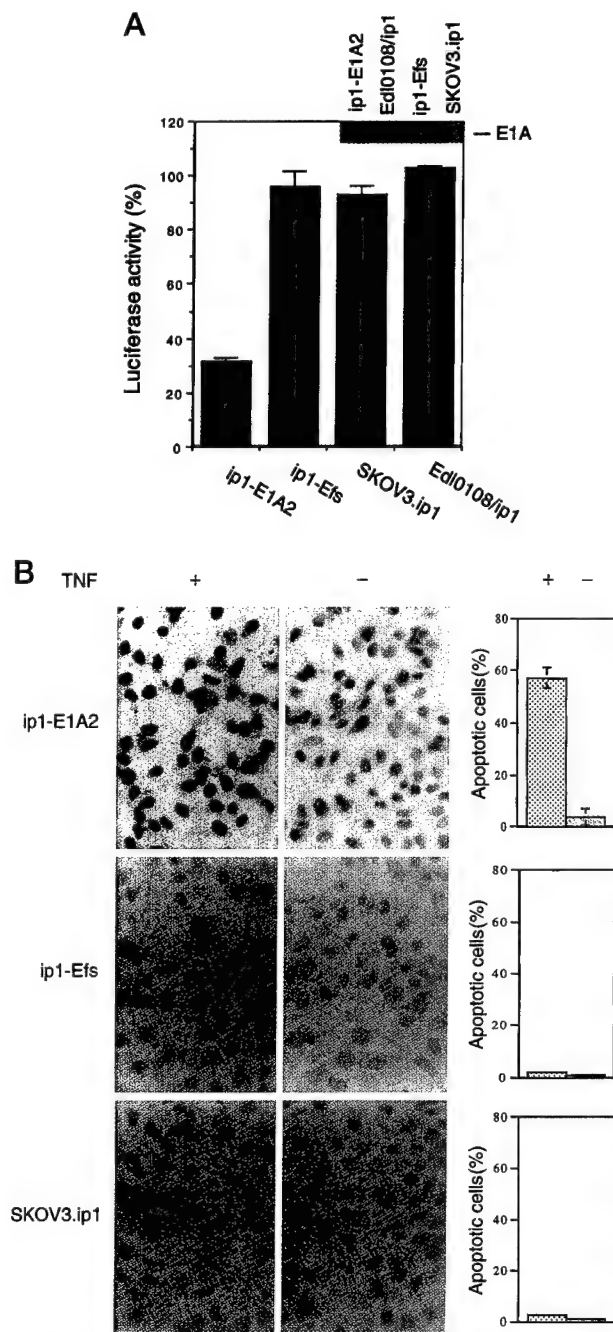 A
ip1-E1A2
Edl0108/ip1
ip1-Efs
SKOV3.ip1
— E1A
120
100
80
60
40
20
0
Luciferase activity (%)
ip1-E1A2
ip1-Efs
SKOV3.ip1
Edl0108/ip1
B
TNF + − + −
ip1-E1A2
80
60
40
20
0
Apoptotic cells(%)
ip1-Efs
80
60
40
20
0
Apoptotic cells(%)
SKOV3.ip1
80
60
40
20
0
Apoptotic cells(%)